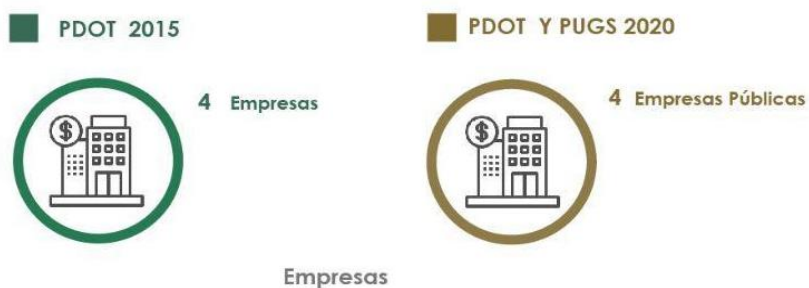 PDOT 2015
4 Empresas
$
PDOT Y PUGS 2020
4 Empresas Públicas
$
Empresas